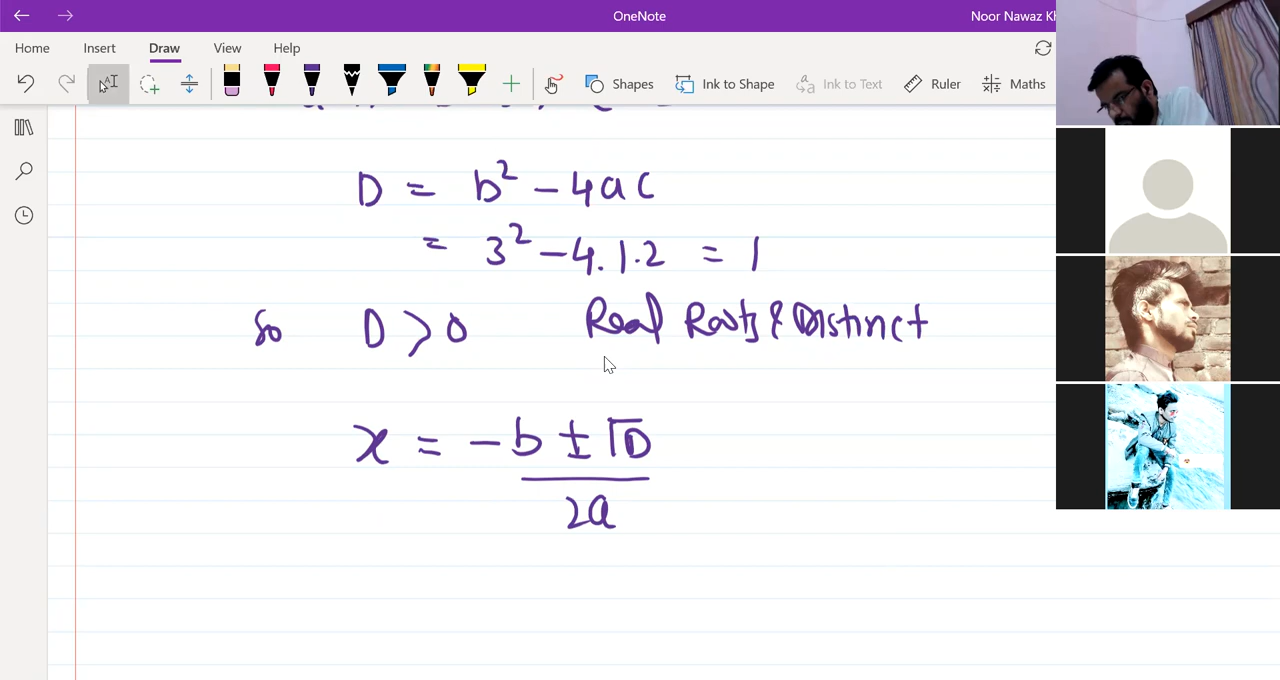 OneNote
Noor Nawaz Kh
Home Insert Draw View Help
Shapes Ink to Shape Ink to Text Ruler Maths
D = b² - 4ac
= 3² - 4.1.2 = 1
So D > 0 Real Roots & Distinct
x = -b ± √D
2a